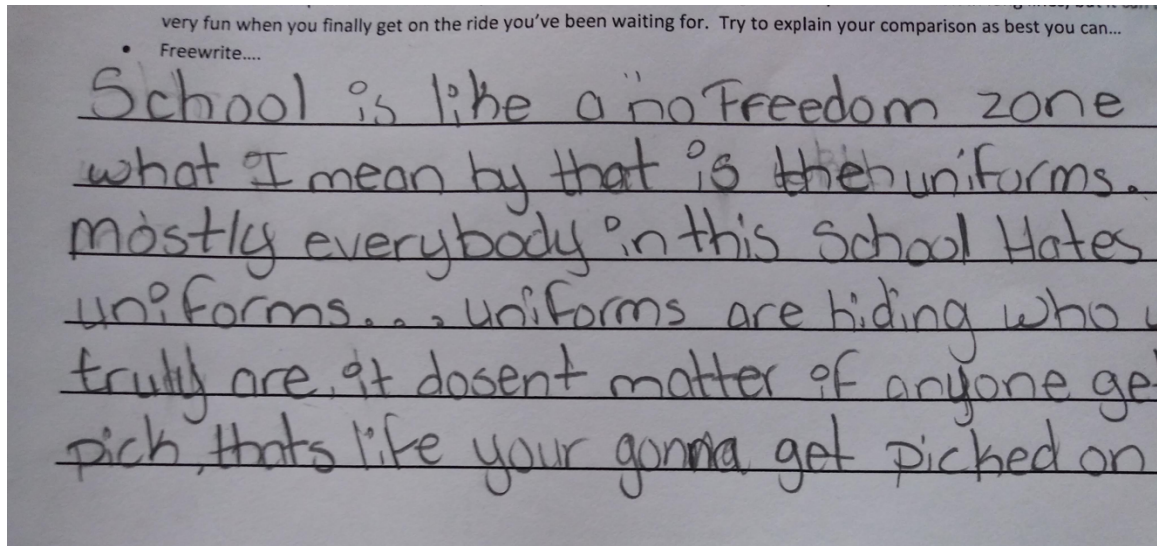 very fun when you finally get on the ride you've been waiting for. Try to explain your comparison as best you can...
• Freewrite....
School is like a "no Freedom zone
what I mean by that is the uniforms.
mostly everybody in this School Hates
uniforms.... uniforms are hiding who
truly are, it dosent matter if anyone ge
pick, thats life your gonna get picked on